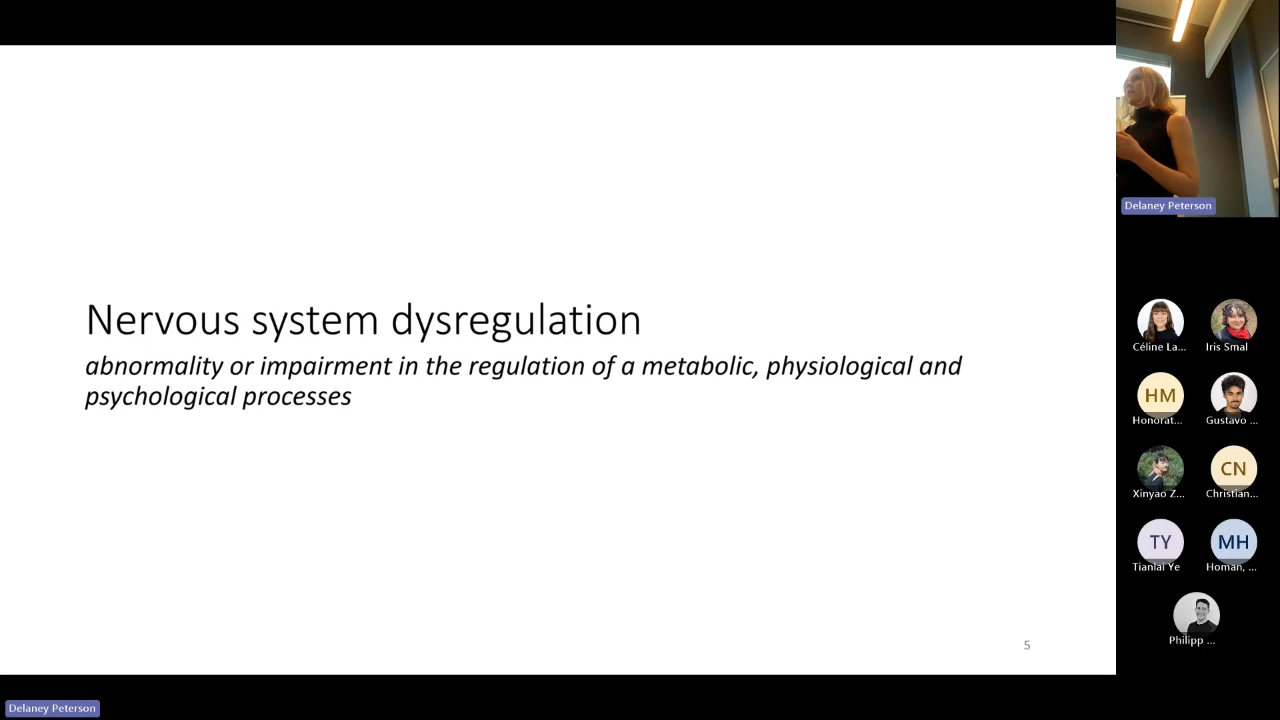 Nervous system dysregulation
abnormality or impairment in the regulation of a metabolic, physiological and
psychological processes
5
Delaney Peterson
Delaney Peterson
Céline La...
Iris Smal
HM
Honorat...
Gustavo ...
Xinyao Z...
CN
Christian...
TY
Tianlai Ye
MH
Homan, ...
Philipp ...